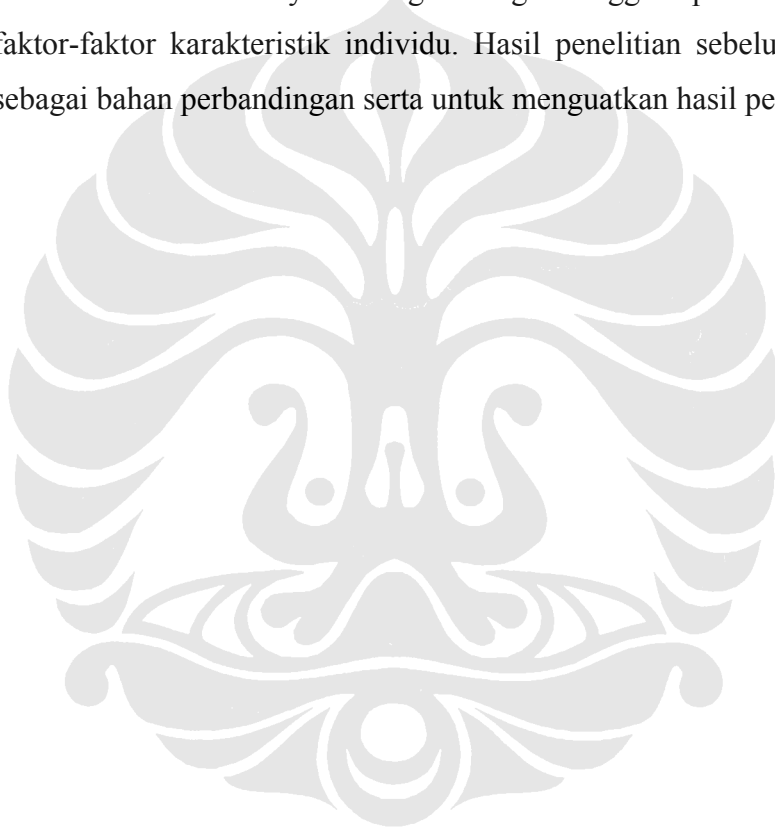 faktor-faktor karakteristik individu. Hasil penelitian sebelu
sebagai bahan perbandingan serta untuk menguatkan hasil pe